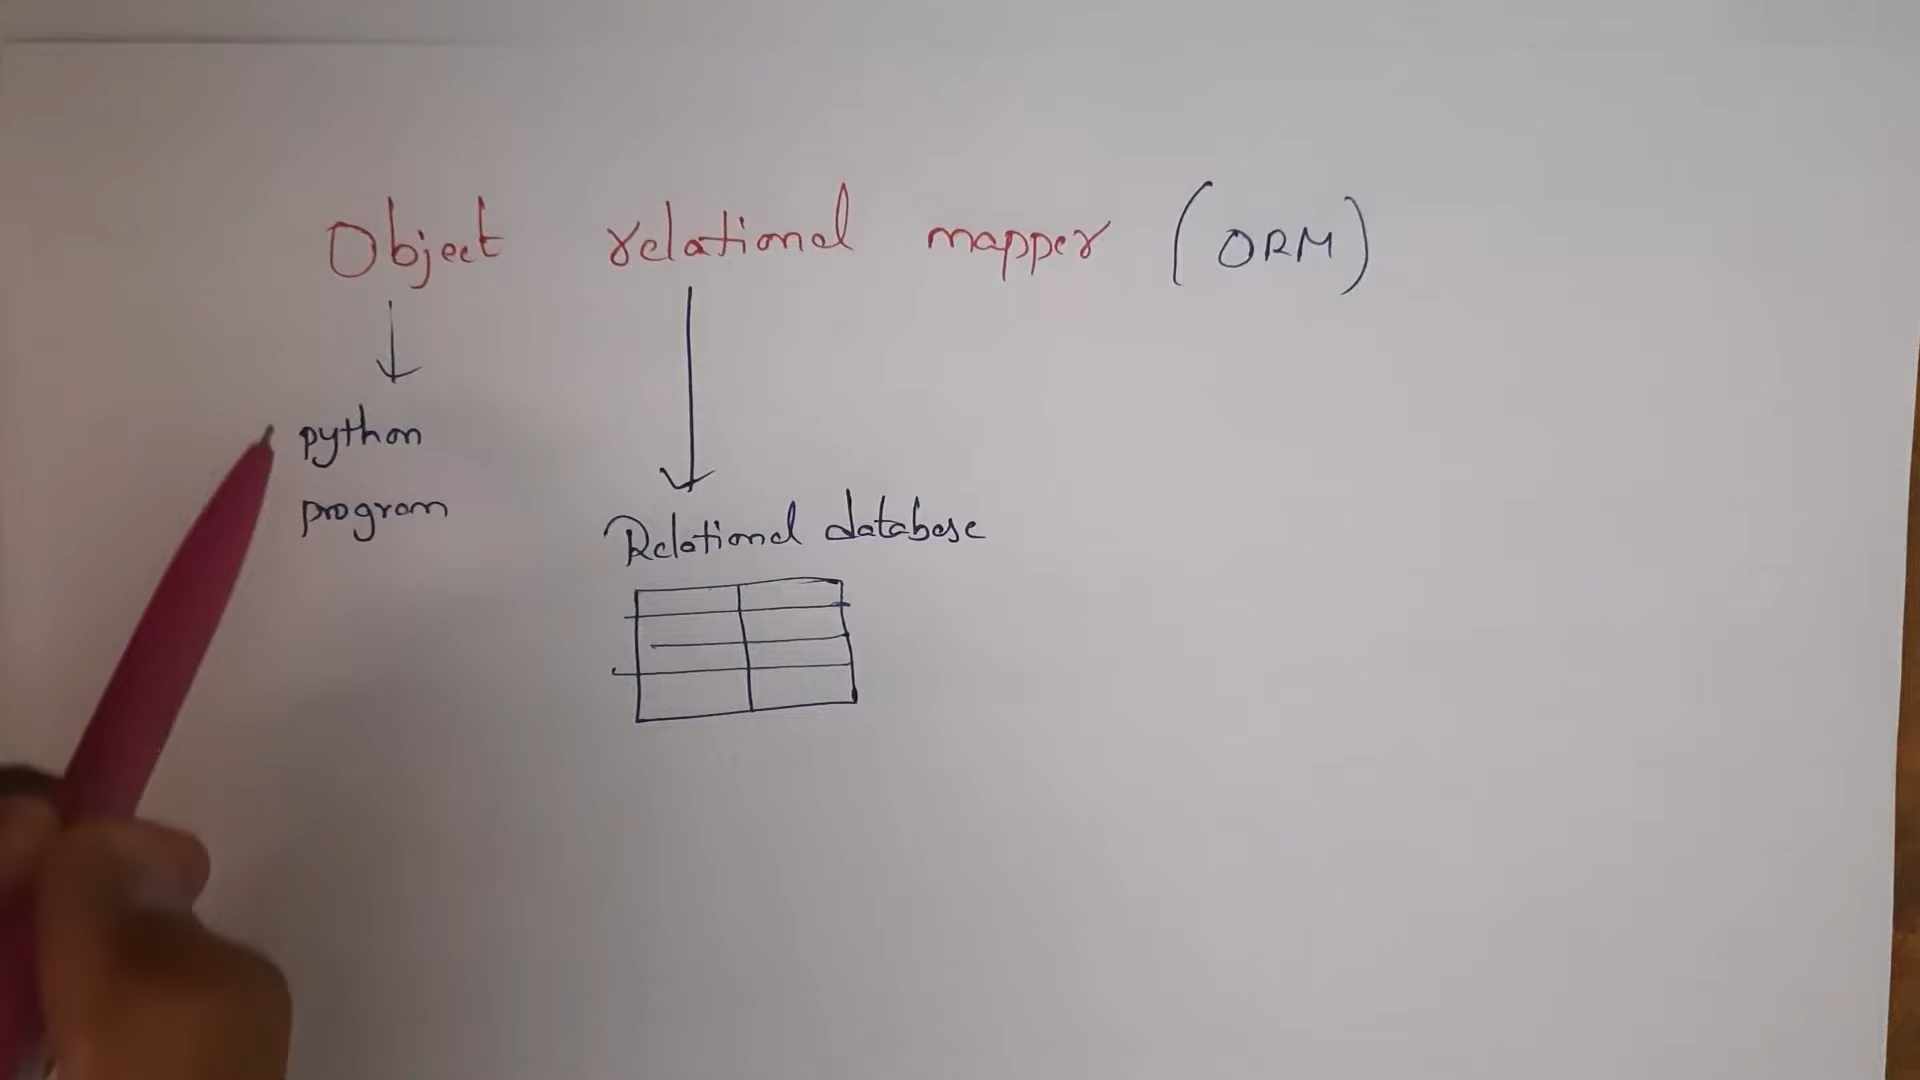 Object relational mapper (ORM)
python
program
Relational database